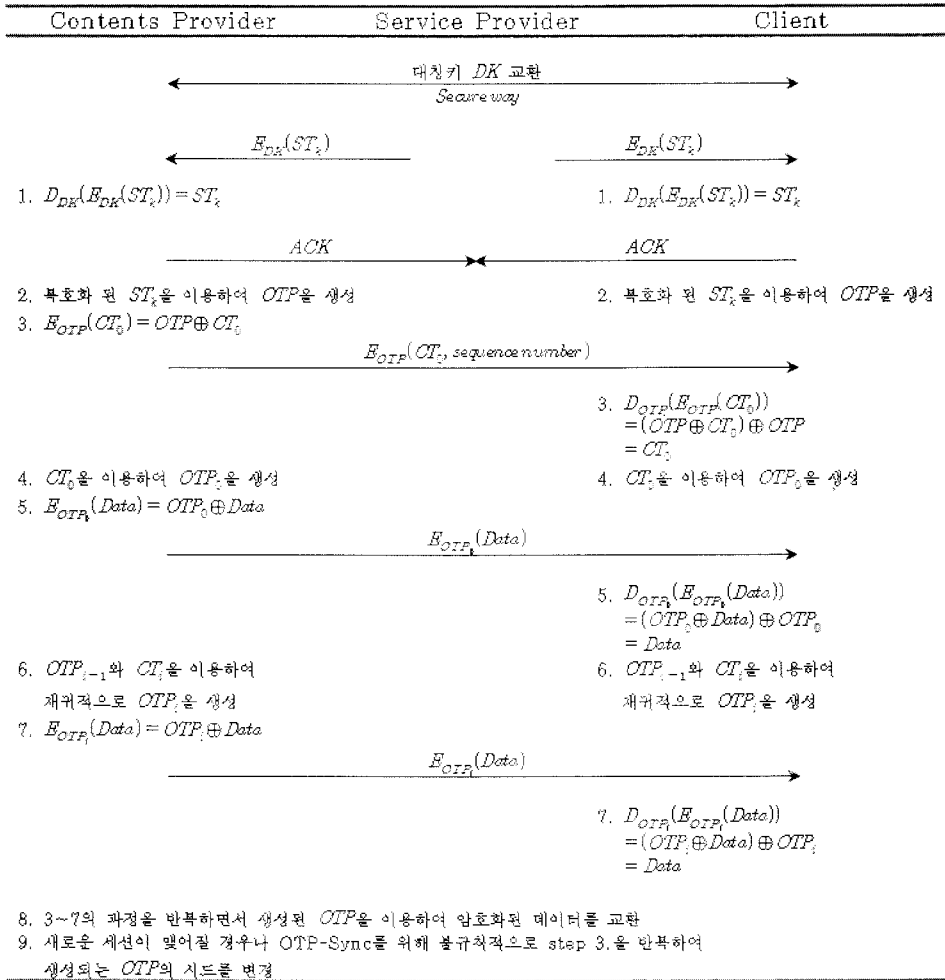 Contents Provider Service Provider Client
대칭키 DK 교환
Secure way
E_DK(ST_k) E_DK(ST_k)
1. D_DK(E_DK(ST_k)) = ST_k 1. D_DK(E_DK(ST_k)) = ST_k
ACK ACK
2. 복호화 된 ST_k을 이용하여 OTP을 생성 2. 복호화 된 ST_k을 이용하여 OTP을 생성
3. E_OTP(CT_0) = OTP⊕CT_0
E_OTP(CT_0, sequence number)
3. D_OTP(E_OTP(CT_0))
=(OTP⊕CT_0)⊕OTP
= CT_0
4. CT_0을 이용하여 OTP_0을 생성 4. CT_0을 이용하여 OTP_0을 생성
5. E_OTP_0(Data) = OTP_0⊕Data
E_OTP_0(Data)
5. D_OTP_0(E_OTP_0(Data))
=(OTP_0⊕Data)⊕OTP_0
= Data
6. OTP_i-1와 CT_i을 이용하여 6. OTP_i-1와 CT_i을 이용하여
재귀적으로 OTP_i을 생성 재귀적으로 OTP_i을 생성
7. E_OTP_i(Data) = OTP_i⊕Data
E_OTP_i(Data)
7. D_OTP_i(E_OTP_i(Data))
=(OTP_i⊕Data)⊕OTP_i
= Data
8. 3~7의 과정을 반복하면서 생성된 OTP을 이용하여 암호화된 데이터를 교환
9. 새로운 세션이 맺어질 경우나 OTP-Sync를 위해 불규칙적으로 step 3.을 반복하여
생성되는 OTP의 시드를 변경